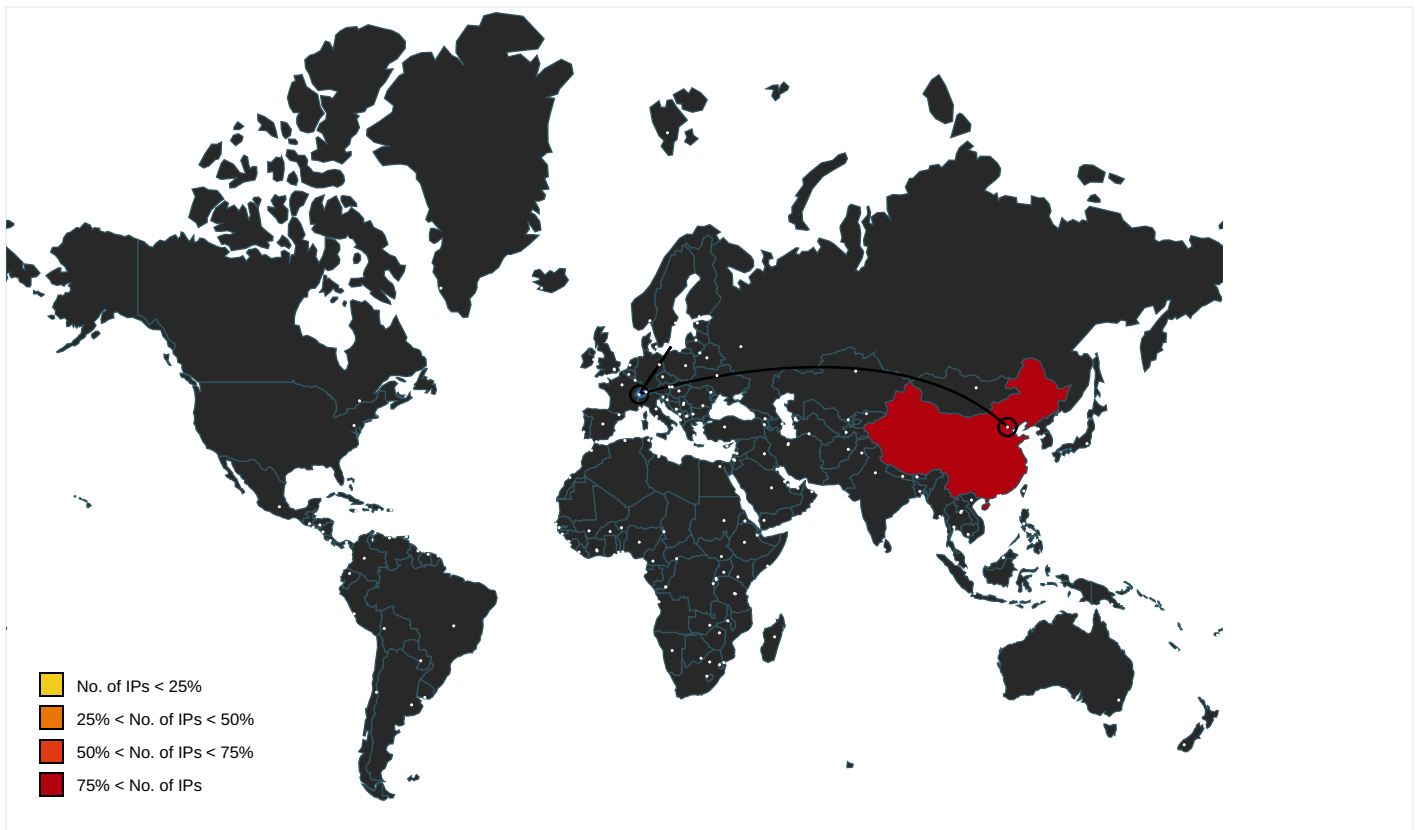 No. of IPs < 25%
25% < No. of IPs < 50%
50% < No. of IPs < 75%
75% < No. of IPs